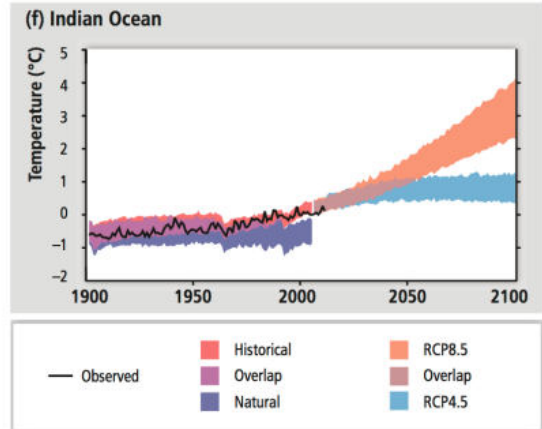 (f) Indian Ocean
Temperature (°C)
5
4
3
2
1
0
−1
−2
1900 1950 2000 2050 2100
Observed
Historical
Overlap
Natural
RCP8.5
Overlap
RCP4.5